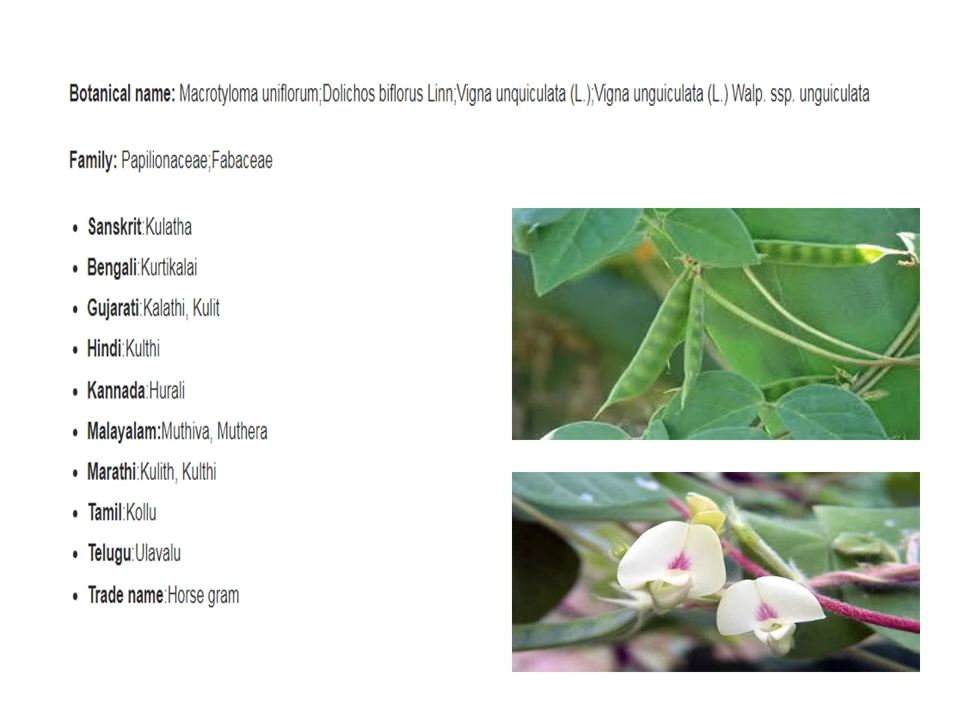 Botanical name: Macrotyloma uniflorum;Dolichos biflorus Linn;Vigna unquiculata (L.);Vigna unguiculata (L.) Walp. ssp. unguiculata
Family: Papilionaceae;Fabaceae
• Sanskrit:Kulatha
• Bengali:Kurtikalai
• Gujarati:Kalathi, Kulit
• Hindi:Kulthi
• Kannada:Hurali
• Malayalam:Muthiva, Muthera
• Marathi:Kulith, Kulthi
• Tamil:Kollu
• Telugu:Ulavalu
• Trade name:Horse gram